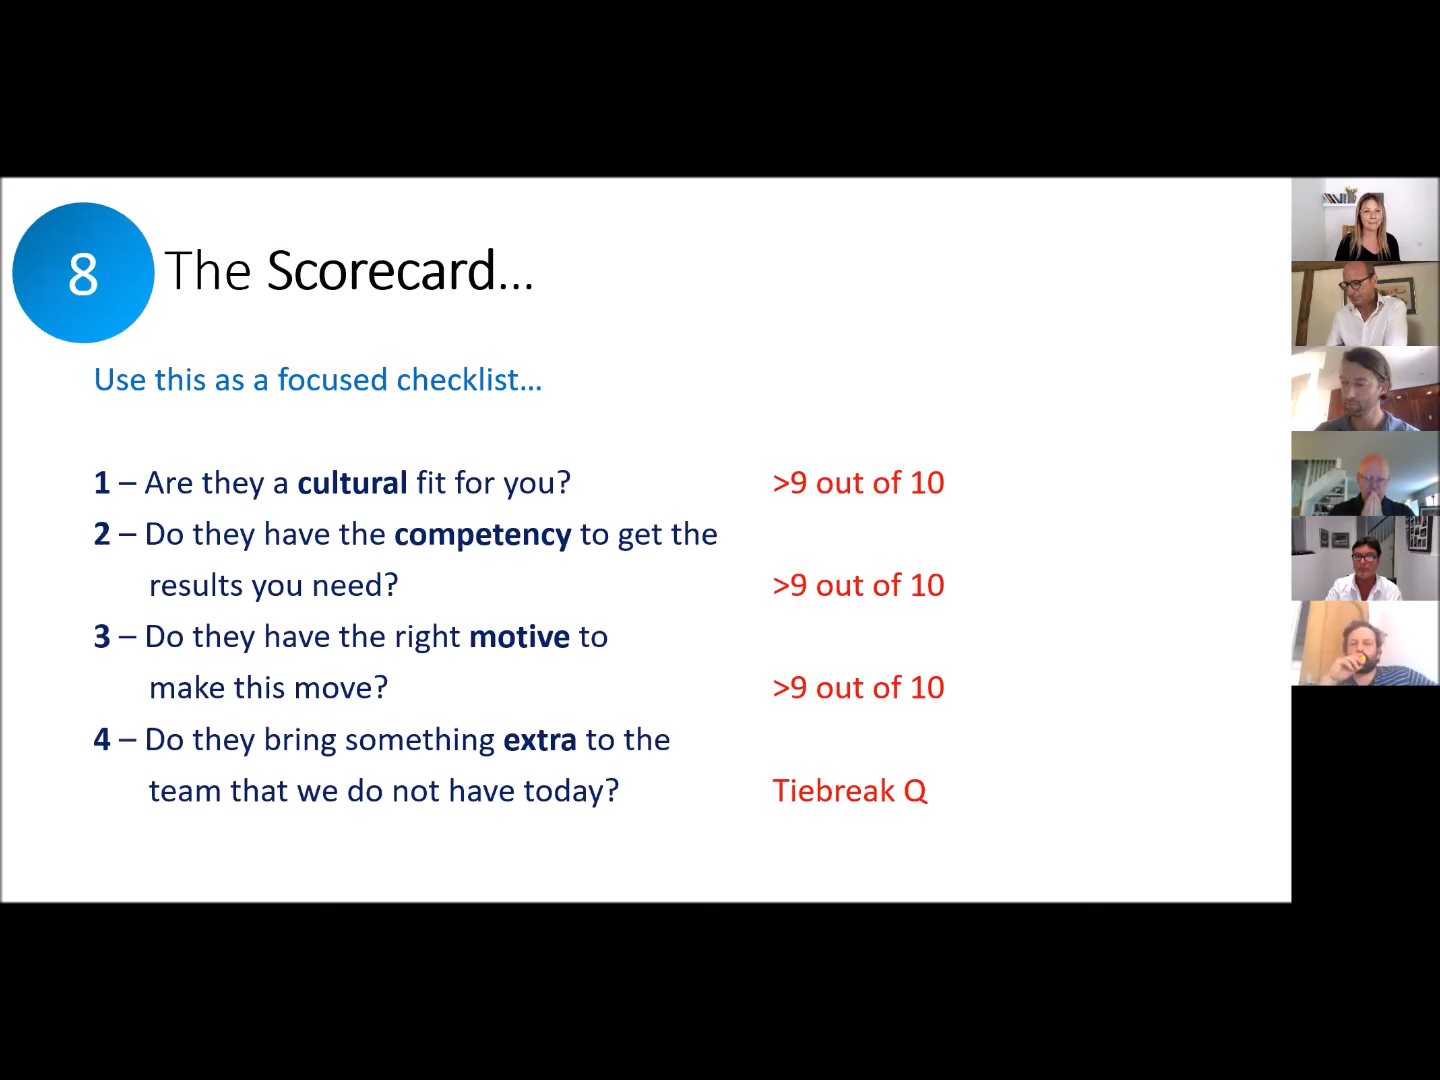 8
The Scorecard...
Use this as a focused checklist...
1 – Are they a cultural fit for you? >9 out of 10
2 – Do they have the competency to get the
results you need? >9 out of 10
3 – Do they have the right motive to
make this move? >9 out of 10
4 – Do they bring something extra to the
team that we do not have today? Tiebreak Q